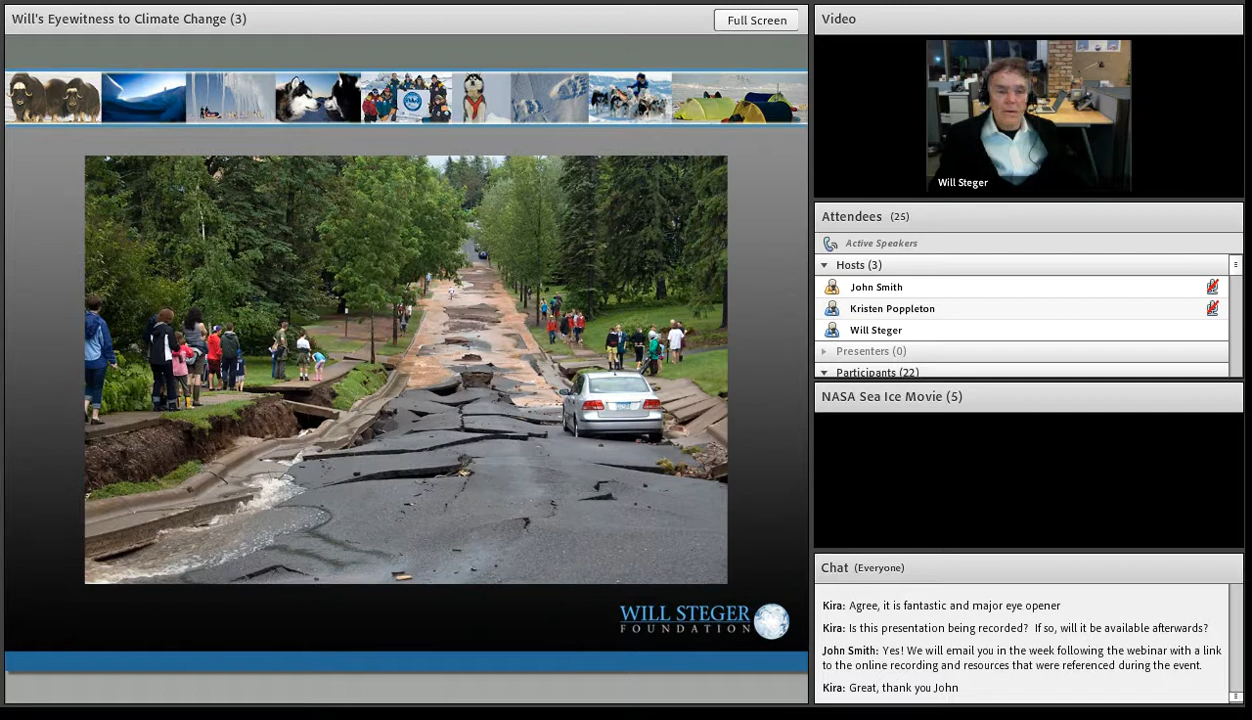 Will's Eyewitness to Climate Change (3)
Full Screen
WILL STEGER
FOUNDATION
Video
Will Steger
Attendees (25)
Active Speakers
Hosts (3)
John Smith
Kristen Poppleton
Will Steger
Presenters (0)
Participants (22)
NASA Sea Ice Movie (5)
Chat (Everyone)
Kira: Agree, it is fantastic and major eye opener
Kira: Is this presentation being recorded? If so, will it be available afterwards?
John Smith: Yes! We will email you in the week following the webinar with a link
to the online recording and resources that were referenced during the event.
Kira: Great, thank you John